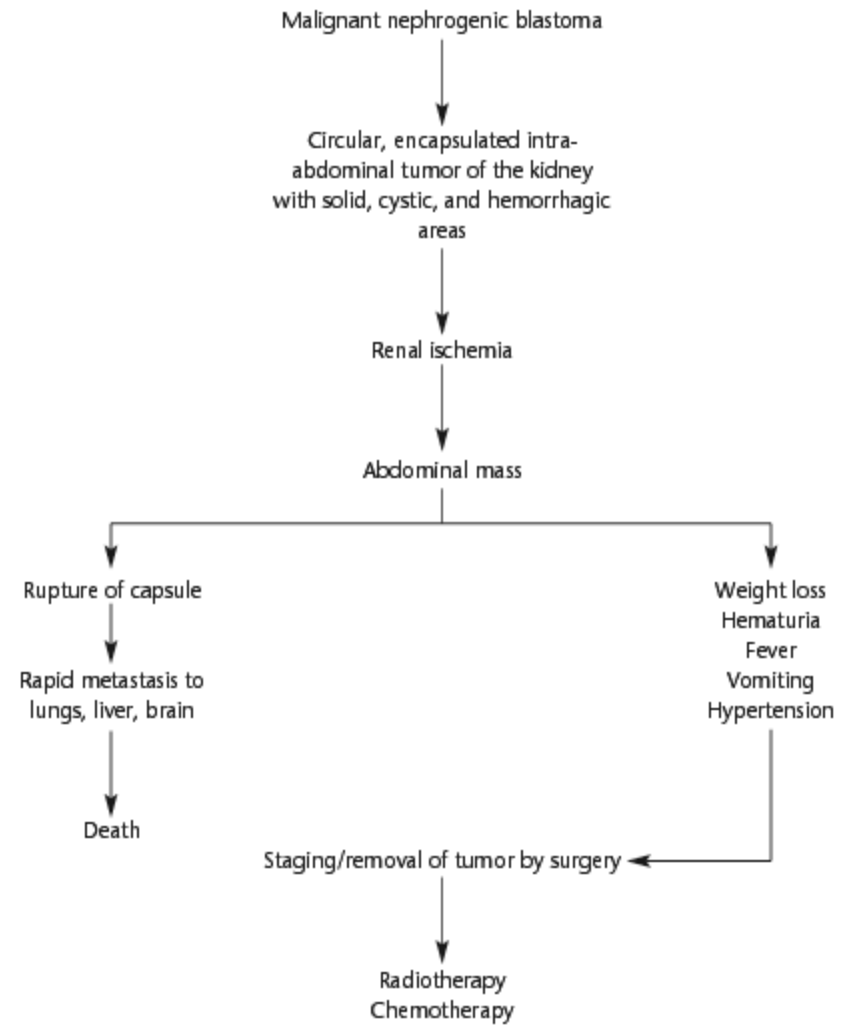 Malignant nephrogenic blastoma
Circular, encapsulated intra-
abdominal tumor of the kidney
with solid, cystic, and hemorrhagic
areas
Renal ischemia
Abdominal mass
Rupture of capsule
Rapid metastasis to
lungs, liver, brain
Death
Weight loss
Hematuria
Fever
Vomiting
Hypertension
Staging/removal of tumor by surgery
Radiotherapy
Chemotherapy